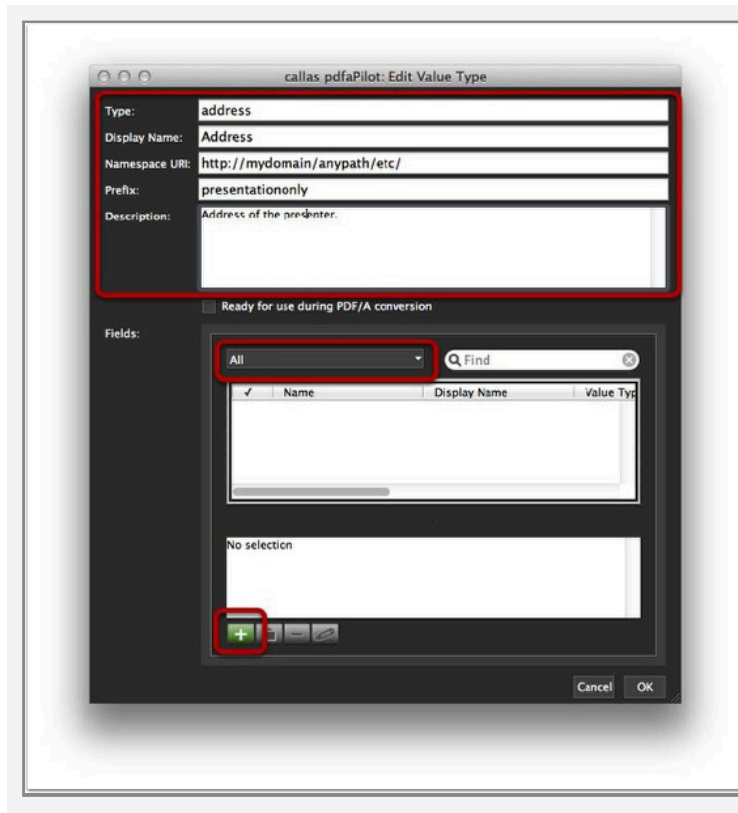 callas pdfaPilot: Edit Value Type
Type: address
Display Name: Address
Namespace URI: http://mydomain/anypath/etc/
Prefix: presentationonly
Description: Address of the presenter.
Ready for use during PDF/A conversion
Fields:
All Find
✓ Name Display Name Value Typ
No selection
Cancel OK